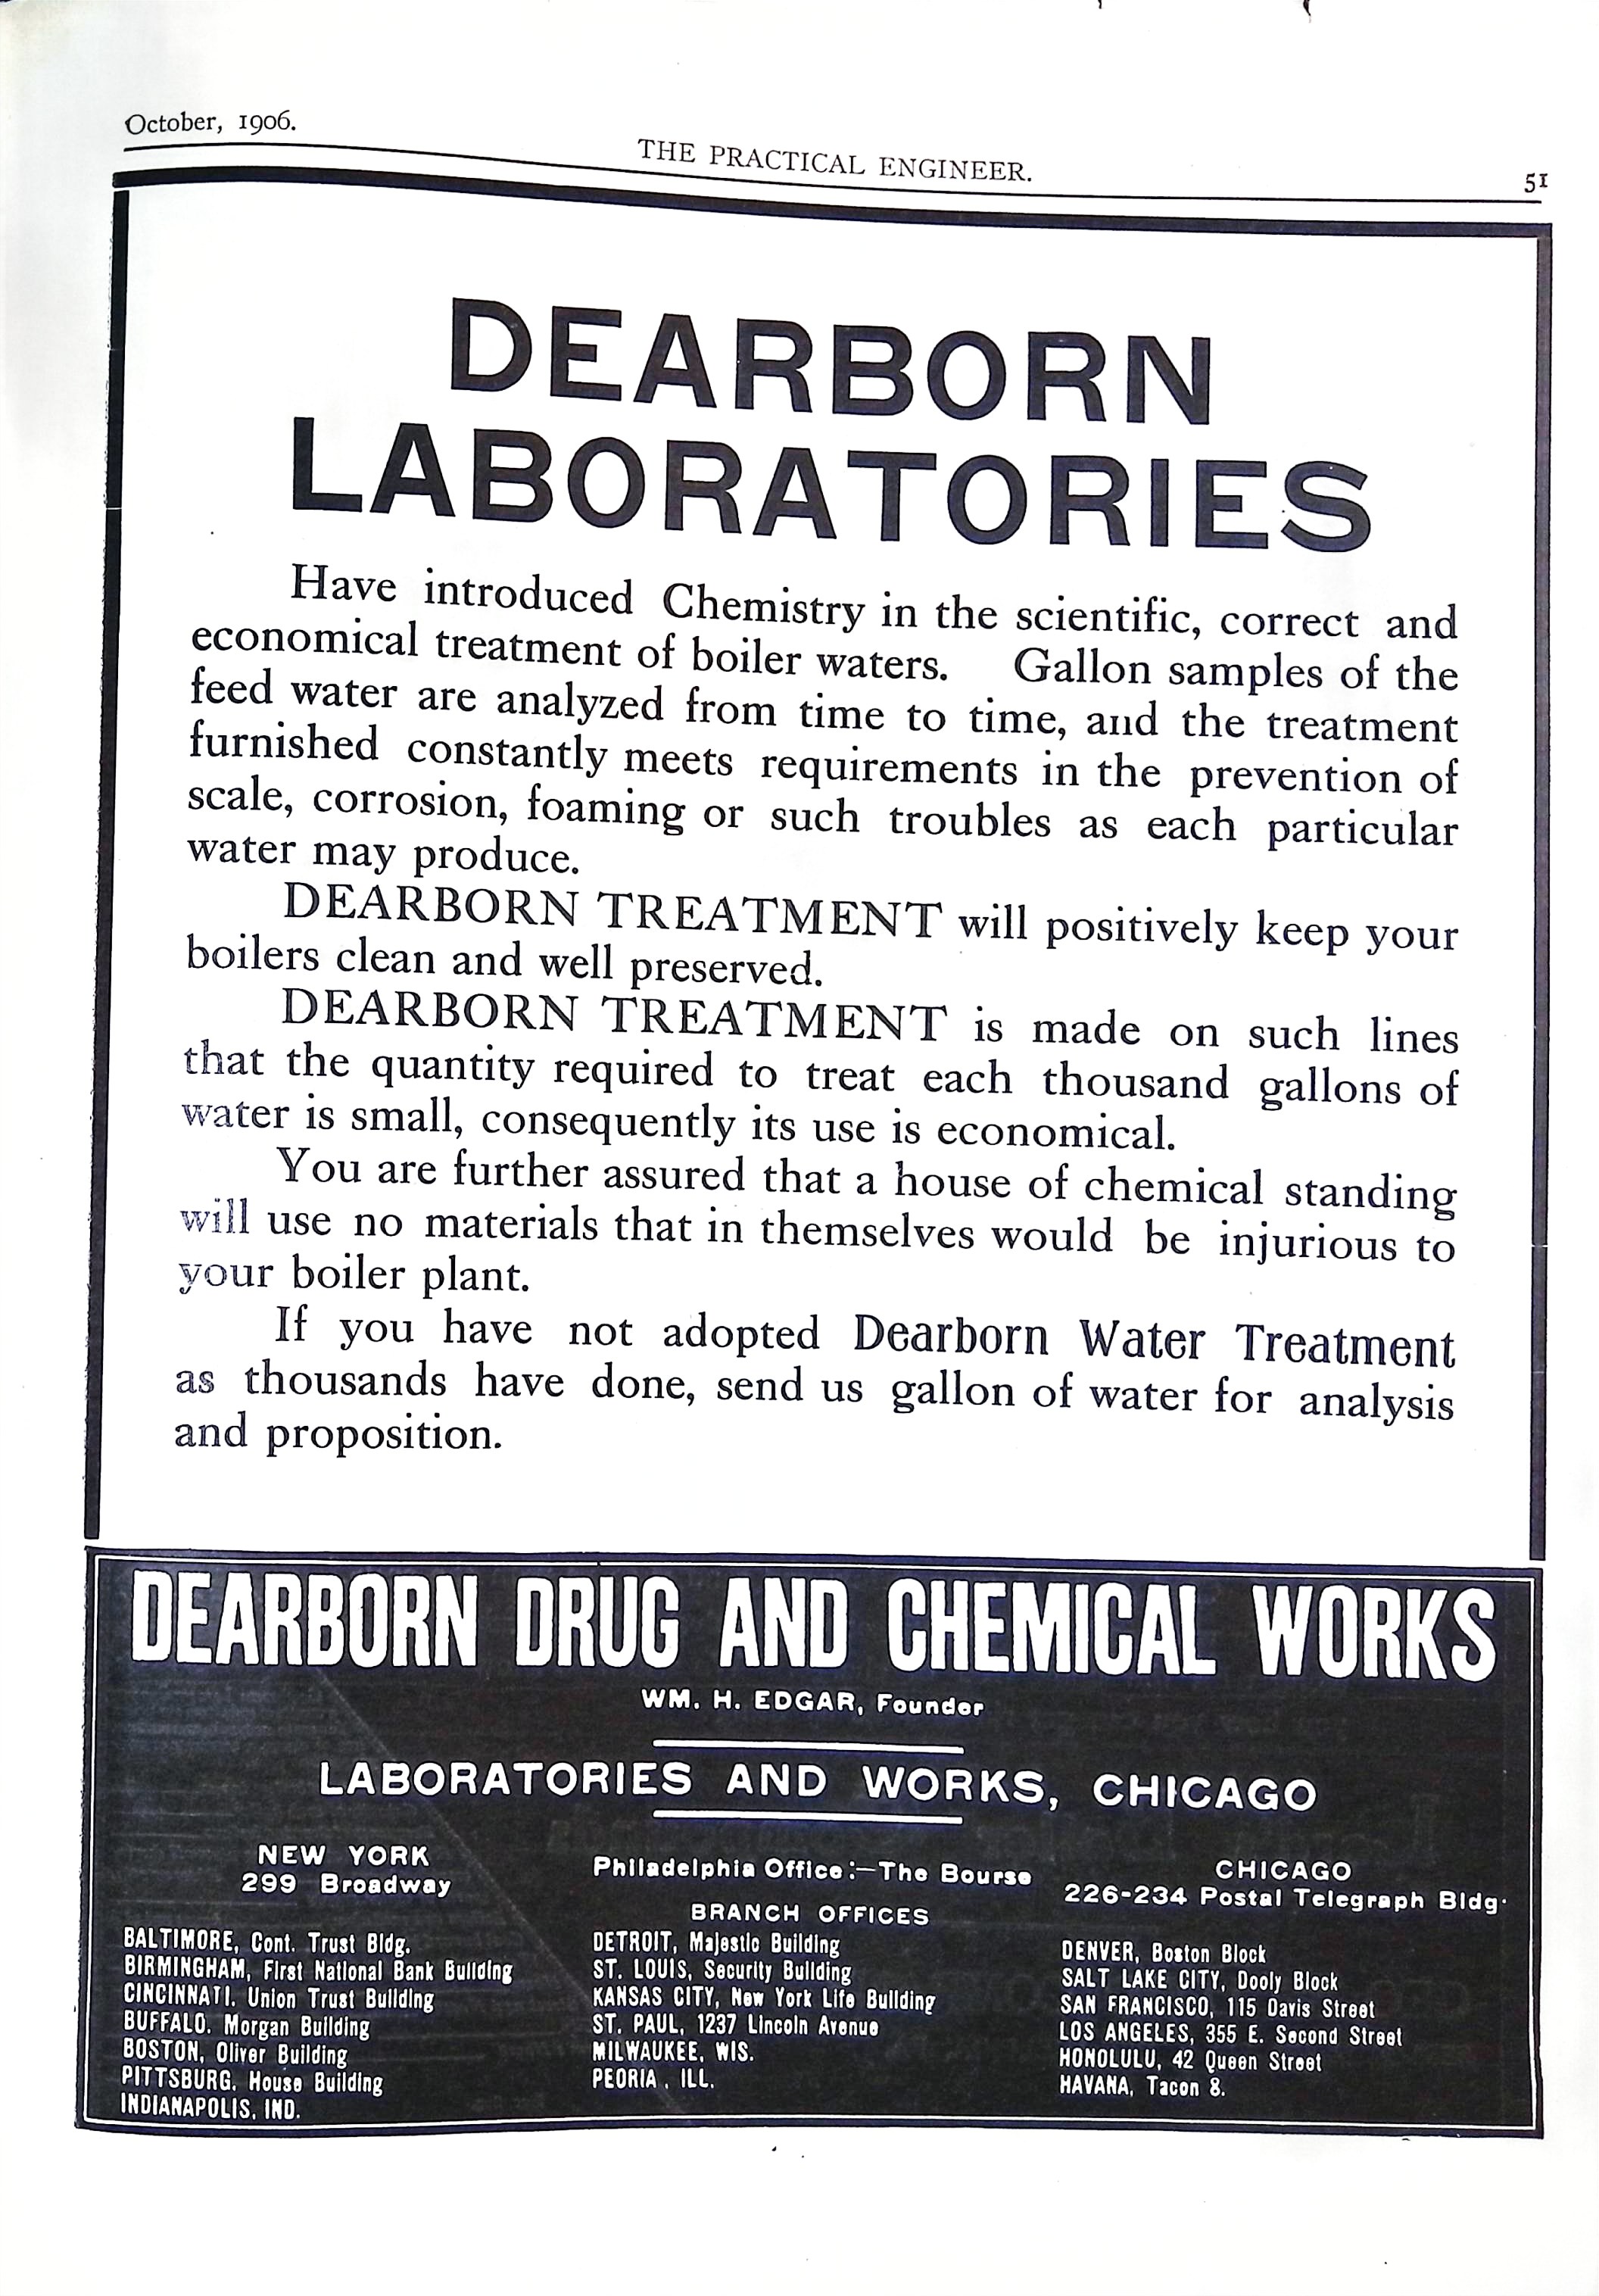 October, 1906.
THE PRACTICAL ENGINEER.
51
DEARBORN
LABORATORIES
Have introduced Chemistry in the scientific, correct and
economical treatment of boiler waters. Gallon samples of the
feed water are analyzed from time to time, and the treatment
furnished constantly meets requirements in the prevention of
scale, corrosion, foaming or such troubles as each particular
water may produce.
DEARBORN TREATMENT will positively keep your
boilers clean and well preserved.
DEARBORN TREATMENT is made on such lines
that the quantity required to treat each thousand gallons of
water is small, consequently its use is economical.
You are further assured that a house of chemical standing
will use no materials that in themselves would be injurious to
your boiler plant.
If you have not adopted Dearborn Water Treatment
as thousands have done, send us gallon of water for analysis
and proposition.
DEARBORN DRUG AND CHEMICAL WORKS
WM. H. EDGAR, Founder
LABORATORIES AND WORKS, CHICAGO
NEW YORK
299 Broadway
Philadelphia Office:—The Bourse
CHICAGO
226-234 Postal Telegraph Bldg.
BRANCH OFFICES
BALTIMORE, Cont. Trust Bldg.
BIRMINGHAM, First National Bank Building
CINCINNATI. Union Trust Building
BUFFALO. Morgan Building
BOSTON, Oliver Building
PITTSBURG. House Building
INDIANAPOLIS, IND.
DETROIT, Majestic Building
ST. LOUIS, Security Building
KANSAS CITY, New York Life Building
ST. PAUL, 1237 Lincoln Avenue
MILWAUKEE, WIS.
PEORIA, ILL.
DENVER, Boston Block
SALT LAKE CITY, Dooly Block
SAN FRANCISCO, 115 Davis Street
LOS ANGELES, 355 E. Second Street
HONOLULU, 42 Queen Street
HAVANA, Tacon 8.